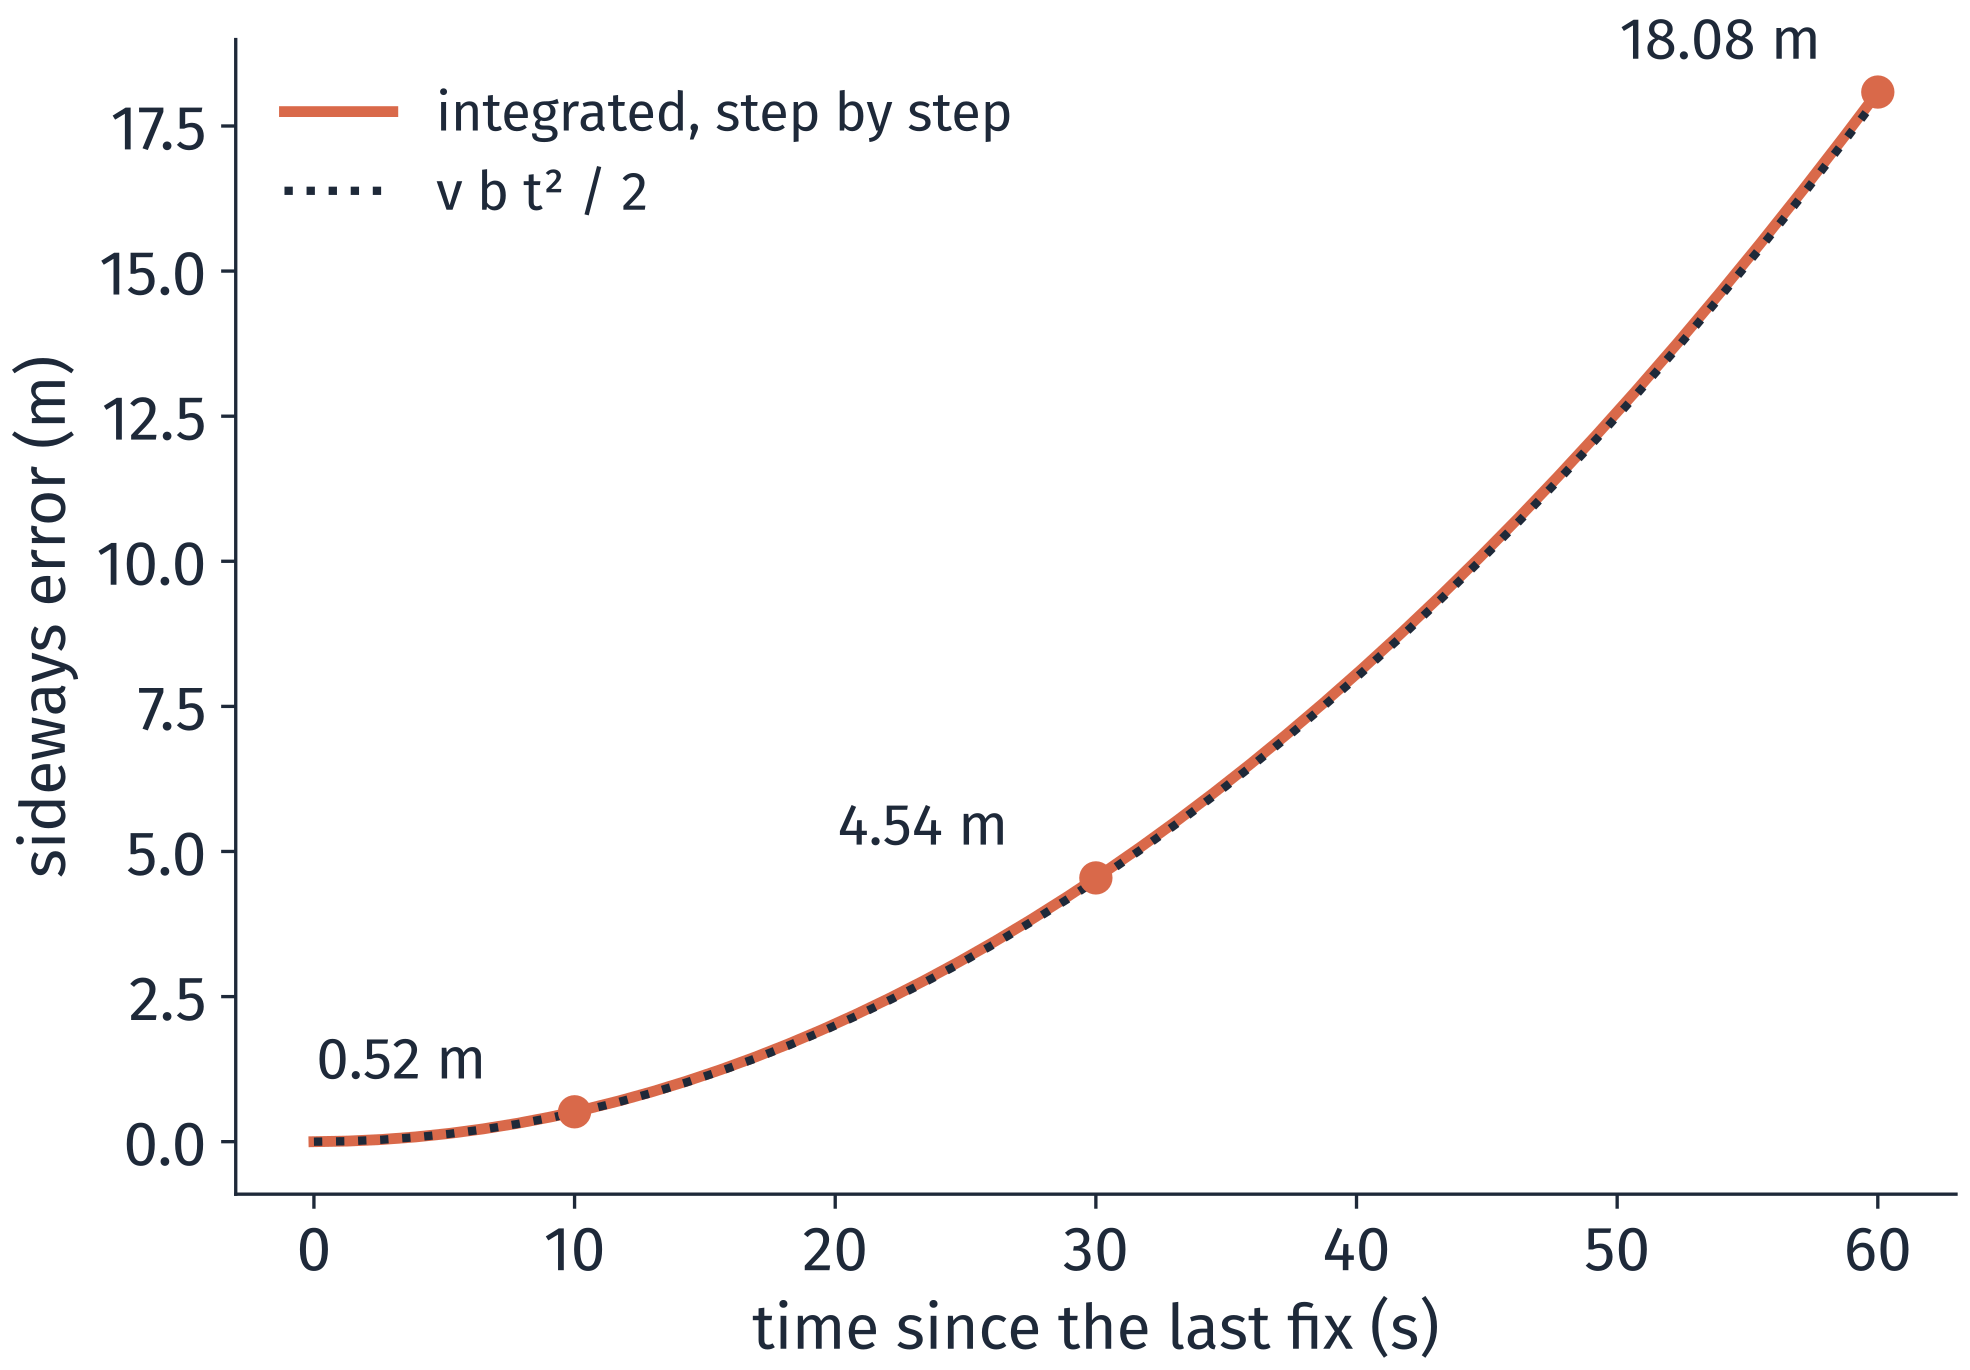 18.08 m
integrated, step by step
v b t² / 2
17.5
15.0
12.5
10.0
7.5
5.0
2.5
0.0
sideways error (m)
4.54 m
0.52 m
0 10 20 30 40 50 60
time since the last fix (s)